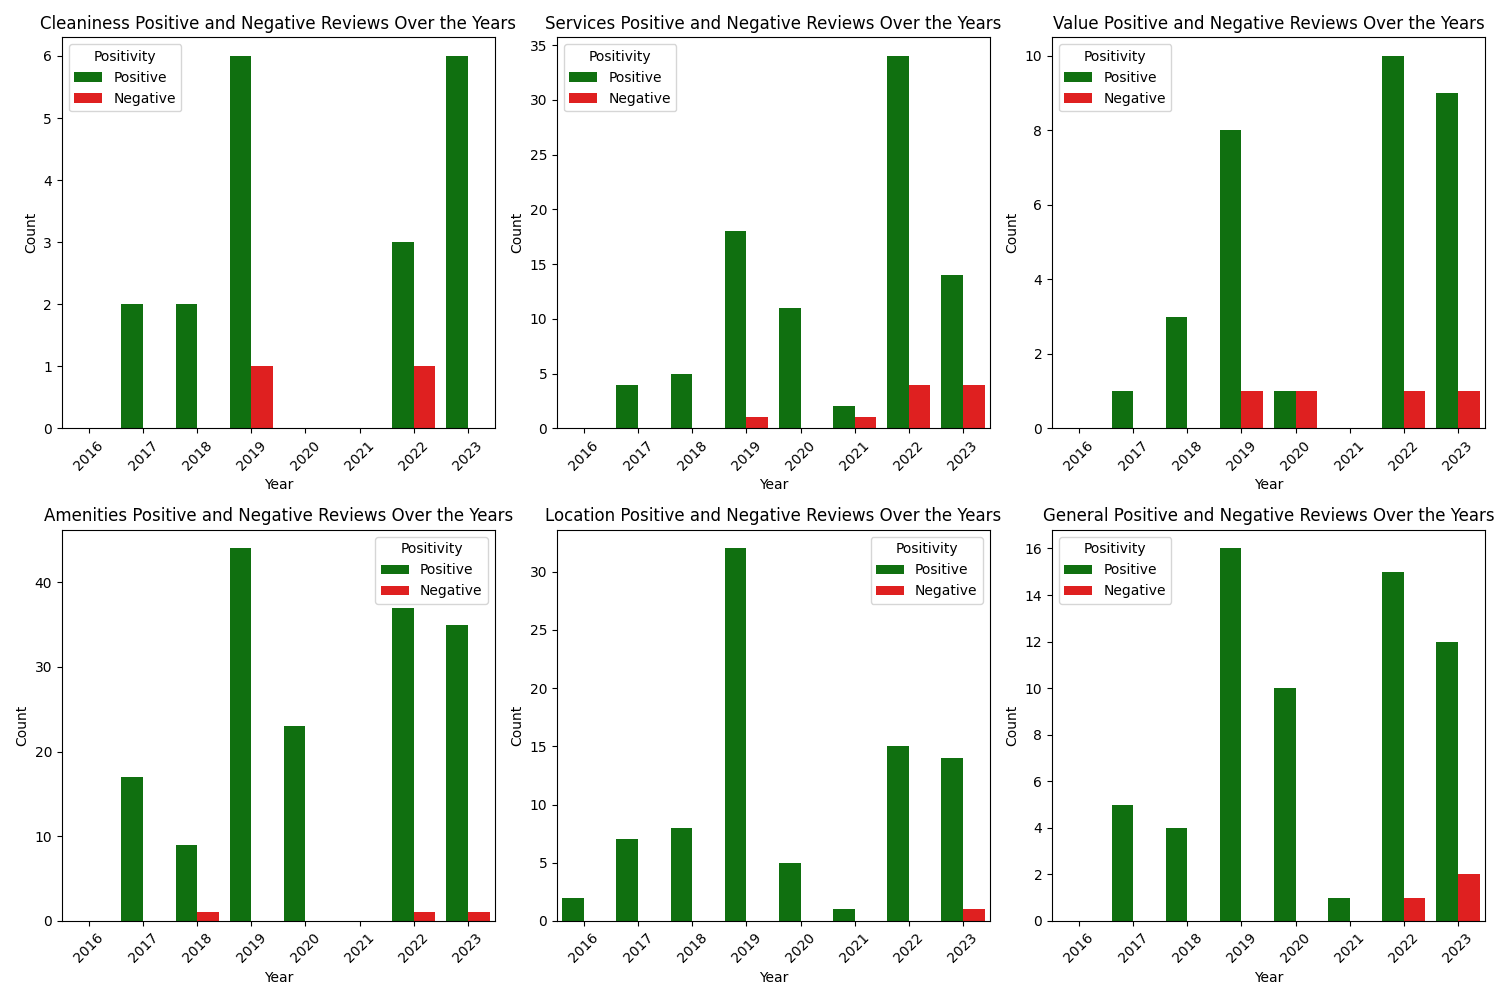 Cleaniness Positive and Negative Reviews Over the Years
Positivity
Positive
Negative
6
5
4
3
2
1
0
Count
2016
2017
2018
2019
2020
2021
2022
2023
Year
Services Positive and Negative Reviews Over the Years
Positivity
Positive
Negative
35
30
25
20
15
10
5
0
Count
2016
2017
2018
2019
2020
2021
2022
2023
Year
Value Positive and Negative Reviews Over the Years
Positivity
Positive
Negative
10
8
6
4
2
0
Count
2016
2017
2018
2019
2020
2021
2022
2023
Year
Amenities Positive and Negative Reviews Over the Years
Positivity
Positive
Negative
40
30
20
10
0
Count
2016
2017
2018
2019
2020
2021
2022
2023
Year
Location Positive and Negative Reviews Over the Years
Positivity
Positive
Negative
30
25
20
15
10
5
0
Count
2016
2017
2018
2019
2020
2021
2022
2023
Year
General Positive and Negative Reviews Over the Years
Positivity
Positive
Negative
16
14
12
10
8
6
4
2
0
Count
2016
2017
2018
2019
2020
2021
2022
2023
Year